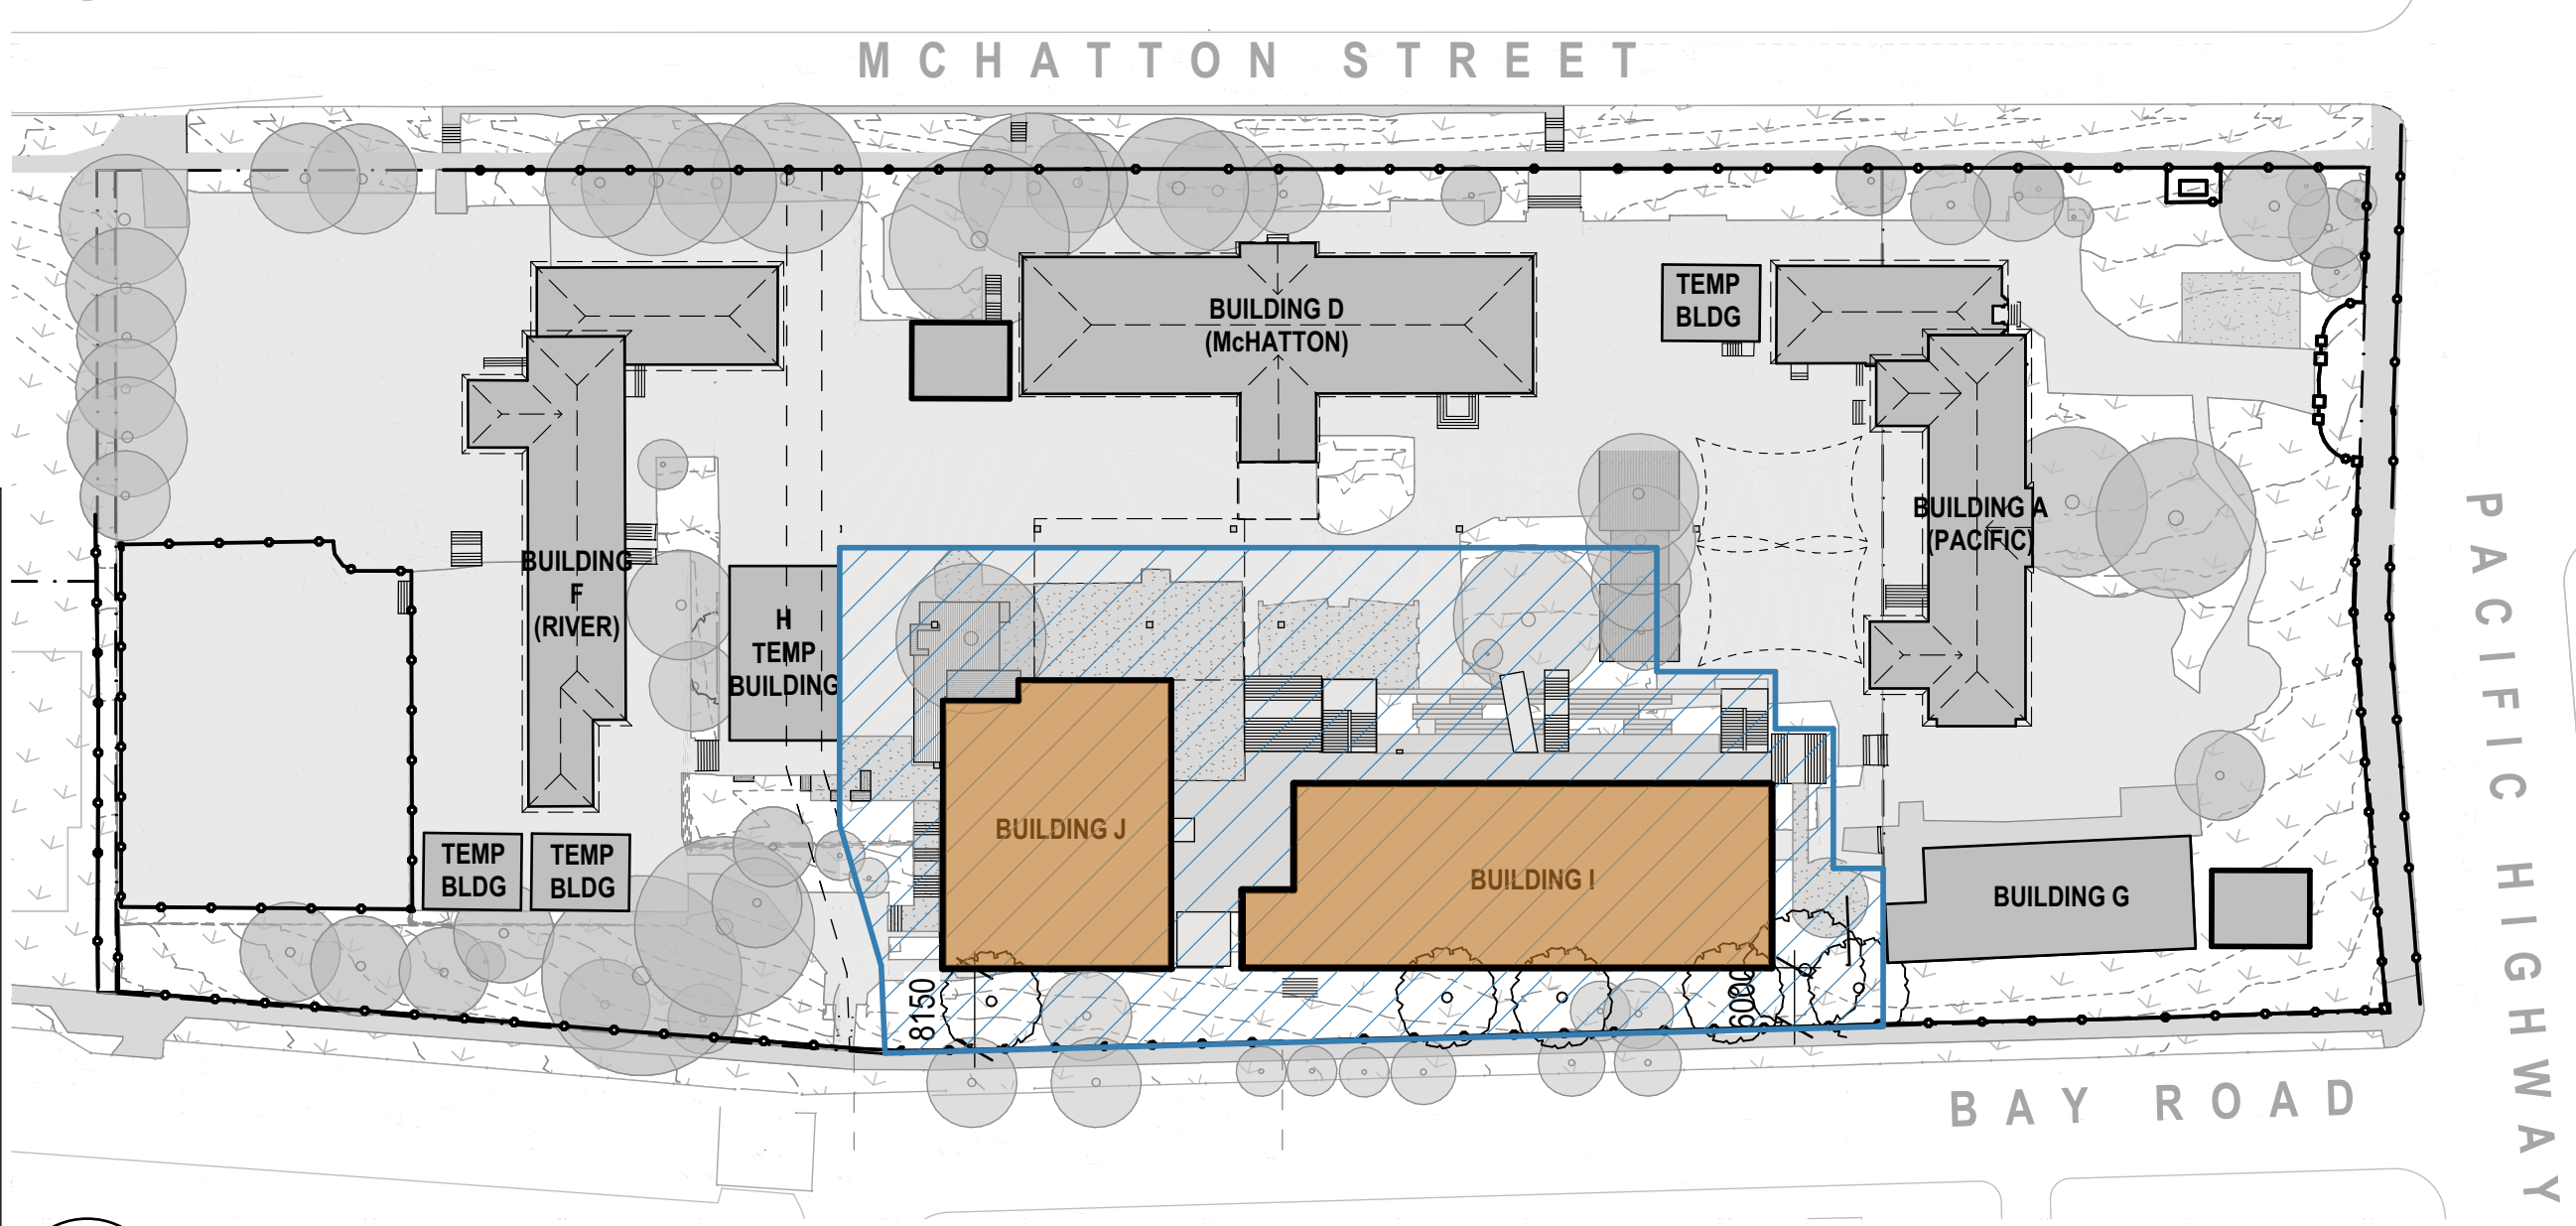 MCHATTON STREET
BUILDING D
(McHATTON)
TEMP
BLDG
BUILDING A
(PACIFIC)
PACIFIC HIGHWAY
BUILDING
F
(RIVER)
H
TEMP
BUILDING
BUILDING J
BUILDING I
TEMP
BLDG
TEMP
BLDG
BUILDING G
8150
6000
BAY ROAD